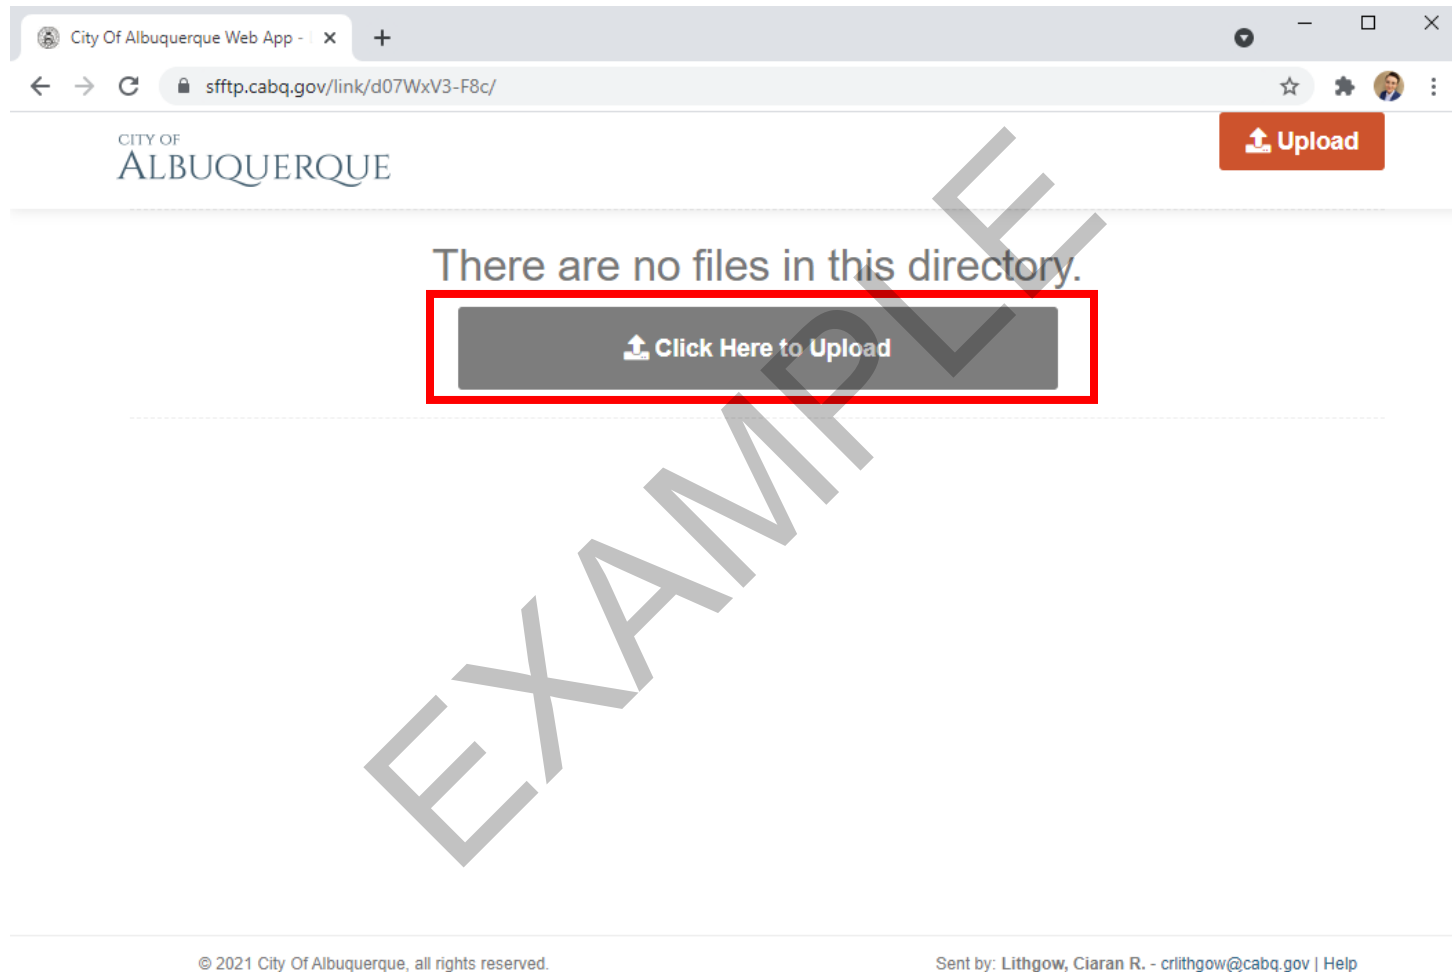 City Of Albuquerque Web App -
sfftp.cabq.gov/link/d07WxV3-F8c/
CITY OF
ALBUQUERQUE
Upload
There are no files in this directory.
Click Here to Upload
EXAMPLE
© 2021 City Of Albuquerque, all rights reserved.
Sent by: Lithgow, Ciaran R. - crlithgow@cabq.gov | Help